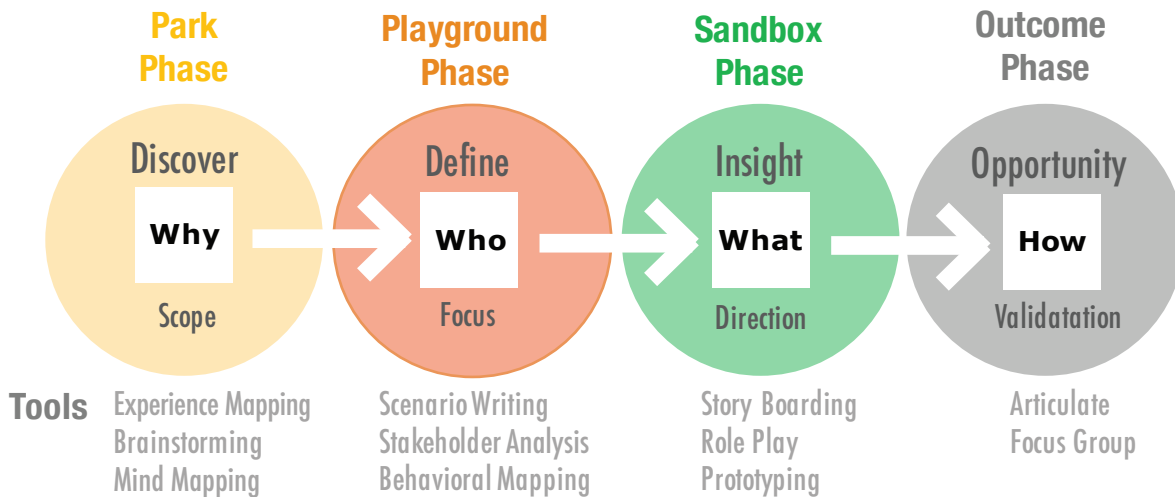 Park
Phase
Playground
Phase
Sandbox
Phase
Outcome
Phase
Discover
Why
Scope
Define
Who
Focus
Insight
What
Direction
Opportunity
How
Validatation
Tools
Experience Mapping
Brainstorming
Mind Mapping
Scenario Writing
Stakeholder Analysis
Behavioral Mapping
Story Boarding
Role Play
Prototyping
Articulate
Focus Group